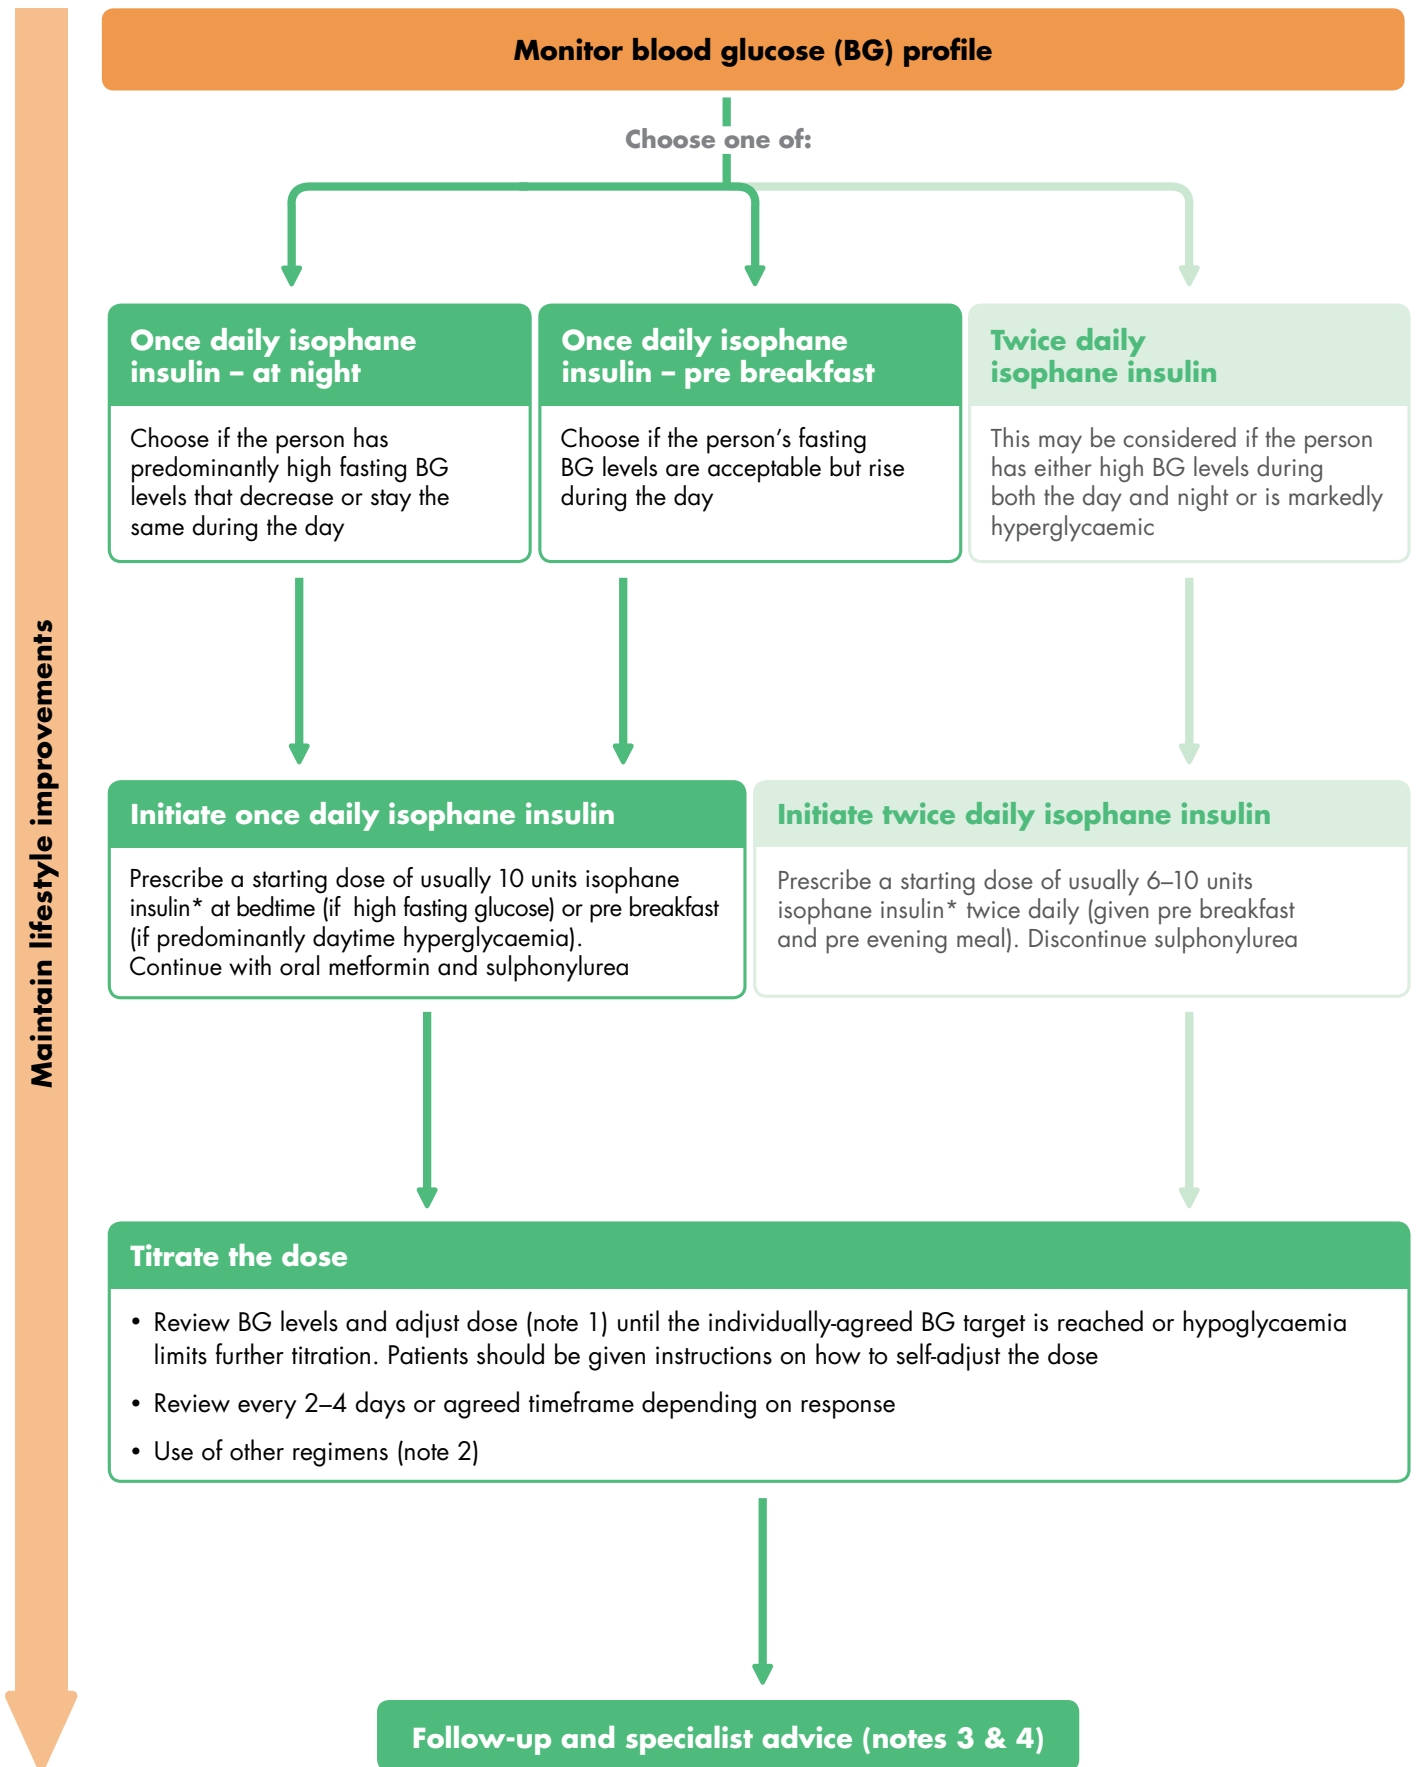 Monitor blood glucose (BG) profile
Choose one of:
Once daily isophane
insulin – at night
Choose if the person has
predominantly high fasting BG
levels that decrease or stay the
same during the day
Once daily isophane
insulin – pre breakfast
Choose if the person’s fasting
BG levels are acceptable but rise
during the day
Twice daily
isophane insulin
This may be considered if the person
has either high BG levels during
both the day and night or is markedly
hyperglycaemic
Maintain lifestyle improvements
Initiate once daily isophane insulin
Prescribe a starting dose of usually 10 units isophane
insulin* at bedtime (if high fasting glucose) or pre breakfast
(if predominantly daytime hyperglycaemia).
Continue with oral metformin and sulphonylurea
Initiate twice daily isophane insulin
Prescribe a starting dose of usually 6–10 units
isophane insulin* twice daily (given pre breakfast
and pre evening meal). Discontinue sulphonylurea
Titrate the dose
• Review BG levels and adjust dose (note 1) until the individually-agreed BG target is reached or hypoglycaemia
limits further titration. Patients should be given instructions on how to self-adjust the dose
• Review every 2–4 days or agreed timeframe depending on response
• Use of other regimens (note 2)
Follow-up and specialist advice (notes 3 & 4)